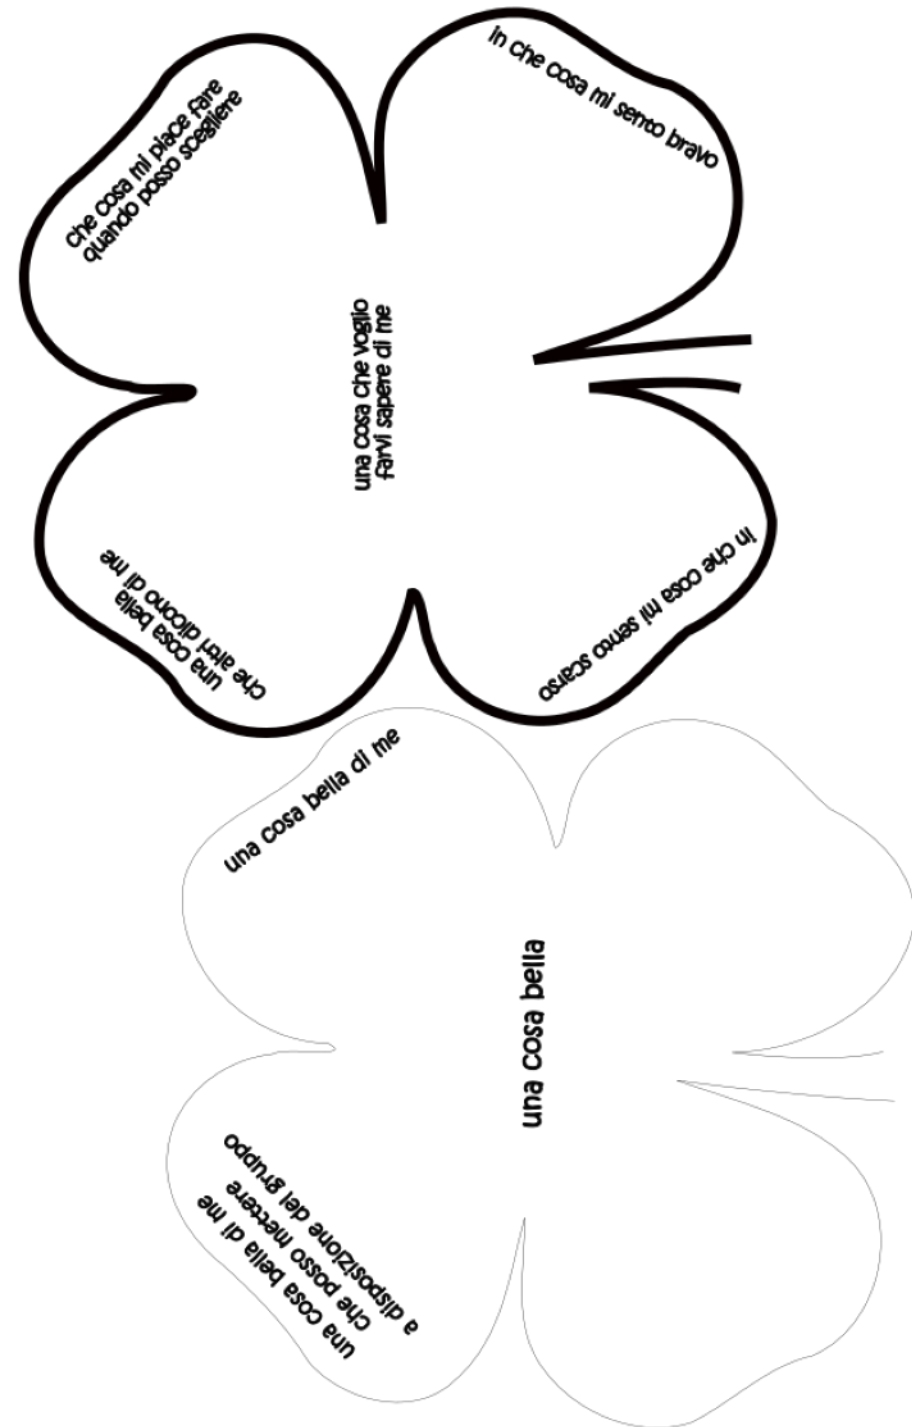 che cosa mi piace fare
quando posso scegliere
in che cosa mi sento bravo
una cosa che voglio
farvi sapere di me
una cosa bella
che altri dicono di me
in che cosa mi sento scarso
una cosa bella di me
una cosa bella
una cosa bella di me
che posso mettere
a disposizione del gruppo